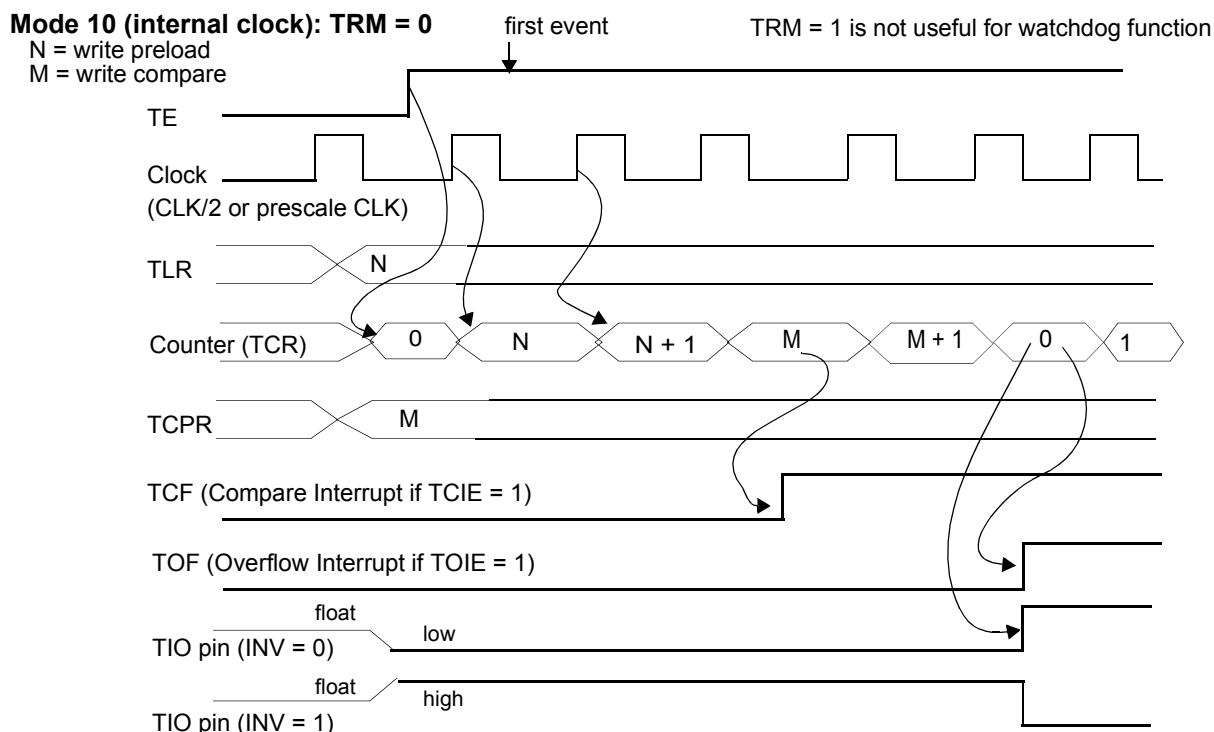 Mode 10 (internal clock): TRM = 0
first event
TRM = 1 is not useful for watchdog function
N = write preload
M = write compare
TE
Clock
(CLK/2 or prescale CLK)
TLR
N
Counter (TCR)
0
N
N + 1
M
M + 1
0
1
TCPR
M
TCF (Compare Interrupt if TCIE = 1)
TOF (Overflow Interrupt if TOIE = 1)
float
TIO pin (INV = 0)
low
float
TIO pin (INV = 1)
high